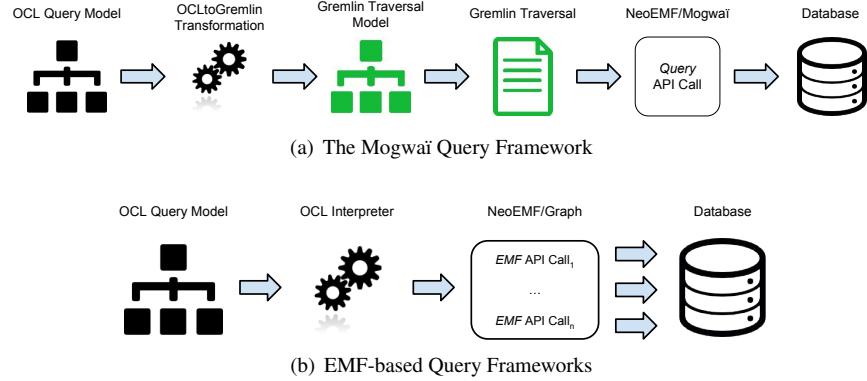 OCL Query Model
OCLtoGremlin
Transformation
Gremlin Traversal
Model
Gremlin Traversal
NeoEMF/Mogwaï
Database
Query
API Call
(a) The Mogwaï Query Framework
OCL Query Model
OCL Interpreter
NeoEMF/Graph
Database
EMF API Call₁
...
EMF API Callₙ
(b) EMF-based Query Frameworks